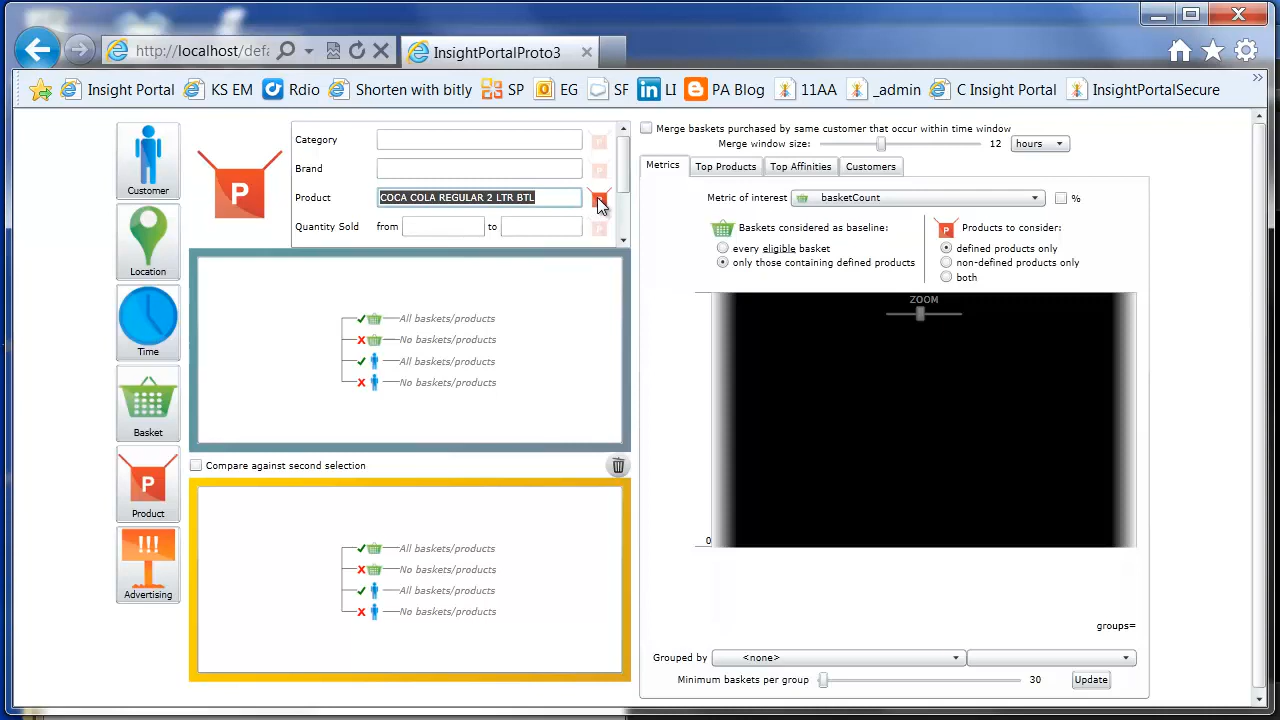 http://localhost/defa
InsightPortalProto3
Insight Portal
KS EM
Rdio
Shorten with bitly
SP
EG
SF
LI
PA Blog
11AA
_admin
C Insight Portal
InsightPortalSecure
Customer
Location
Time
Basket
P
Product
!!!
Advertising
P
Category
P
Brand
P
Product
COCA COLA REGULAR 2 LTR BTL
Quantity Sold
from
to
P
All baskets/products
No baskets/products
All baskets/products
No baskets/products
Compare against second selection
All baskets/products
No baskets/products
All baskets/products
No baskets/products
Merge baskets purchased by same customer that occur within time window
Merge window size:
12
hours
Metrics
Top Products
Top Affinities
Customers
Metric of interest
basketCount
%
Baskets considered as baseline:
every eligible basket
only those containing defined products
P
Products to consider:
defined products only
non-defined products only
both
ZOOM
0
groups=
Grouped by
<none>
Minimum baskets per group
30
Update